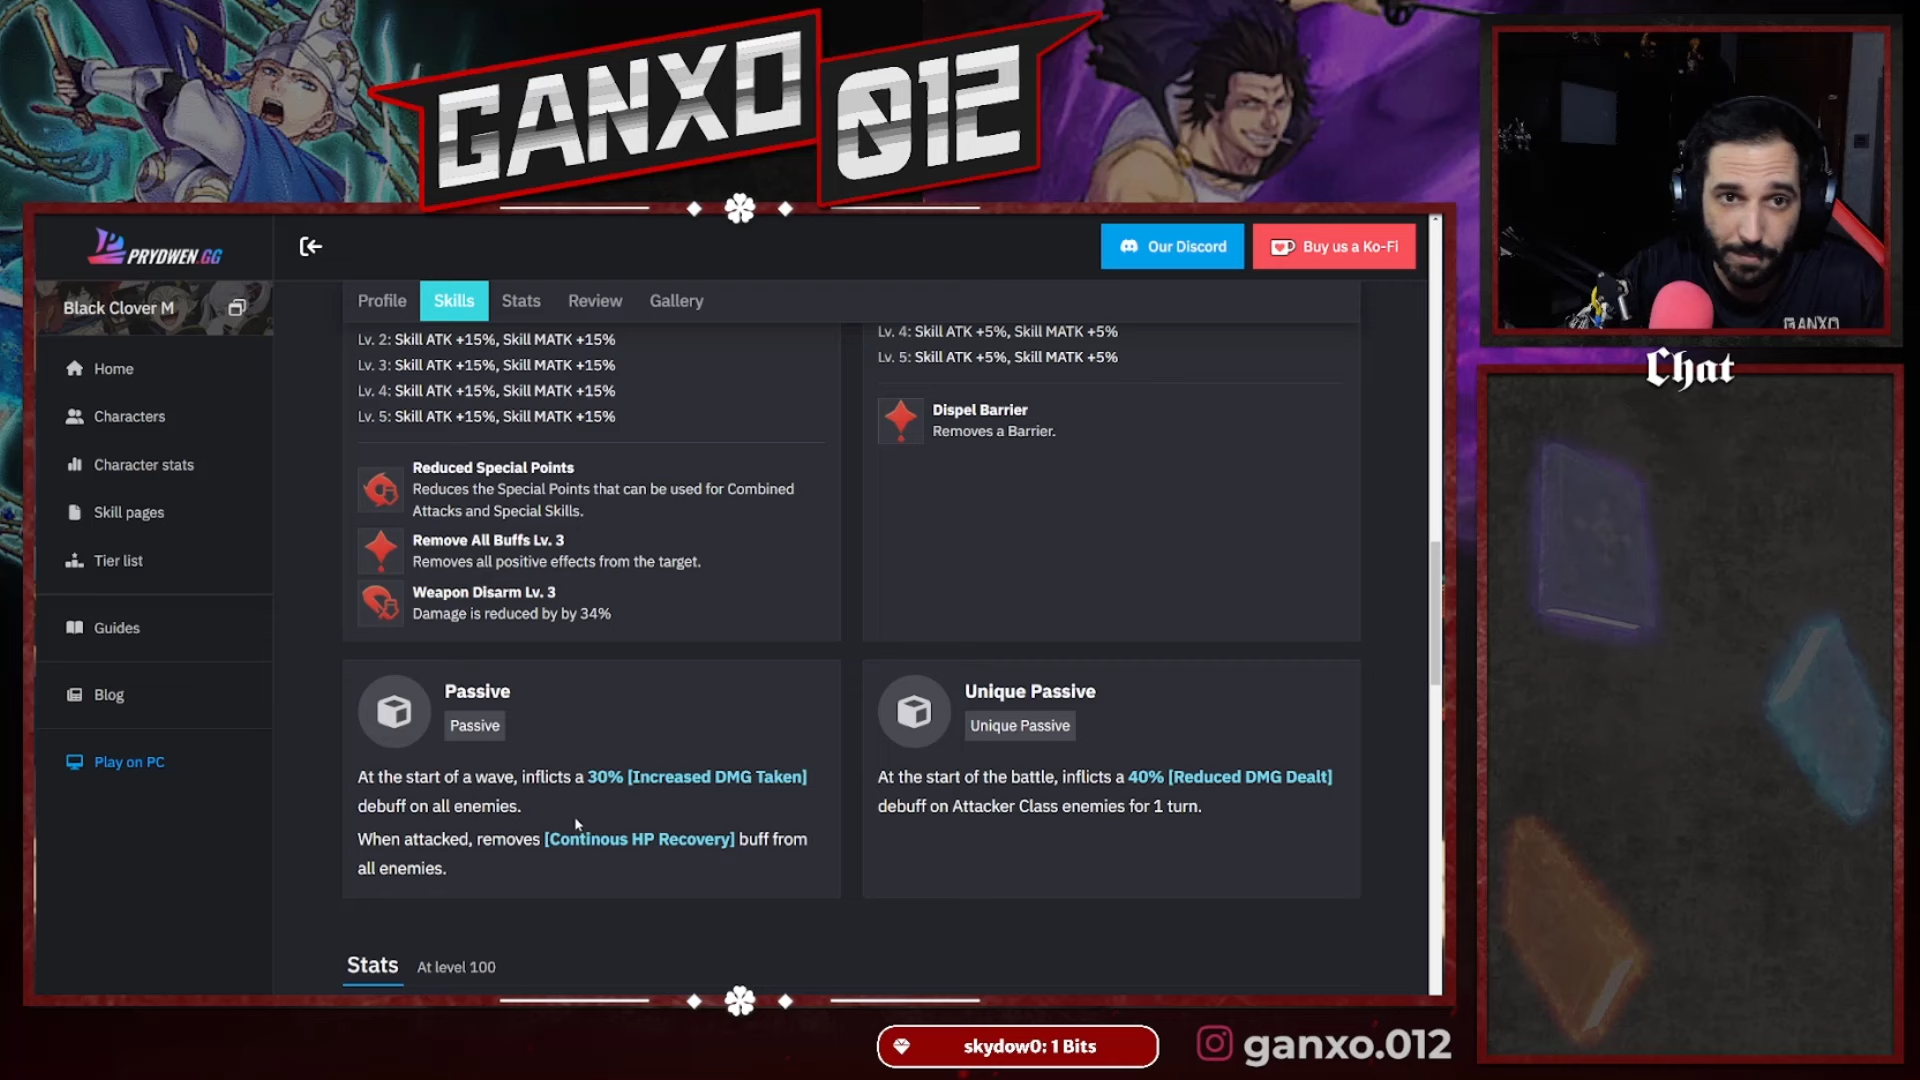 GANXO 012
PRYDWEN.GG
Our Discord
Buy us a Ko-Fi
Black Clover M
Profile
Skills
Stats
Review
Gallery
Home
Characters
Character stats
Skill pages
Tier list
Guides
Blog
Play on PC
Lv. 2: Skill ATK +15%, Skill MATK +15%
Lv. 3: Skill ATK +15%, Skill MATK +15%
Lv. 4: Skill ATK +15%, Skill MATK +15%
Lv. 5: Skill ATK +15%, Skill MATK +15%
Reduced Special Points
Reduces the Special Points that can be used for Combined
Attacks and Special Skills.
Remove All Buffs Lv. 3
Removes all positive effects from the target.
Weapon Disarm Lv. 3
Damage is reduced by by 34%
Lv. 4: Skill ATK +5%, Skill MATK +5%
Lv. 5: Skill ATK +5%, Skill MATK +5%
Dispel Barrier
Removes a Barrier.
Passive
Passive
At the start of a wave, inflicts a 30% [Increased DMG Taken]
debuff on all enemies.
When attacked, removes [Continous HP Recovery] buff from
all enemies.
Unique Passive
Unique Passive
At the start of the battle, inflicts a 40% [Reduced DMG Dealt]
debuff on Attacker Class enemies for 1 turn.
Stats At level 100
GANXO
Chat
skydow0: 1 Bits
ganxo.012